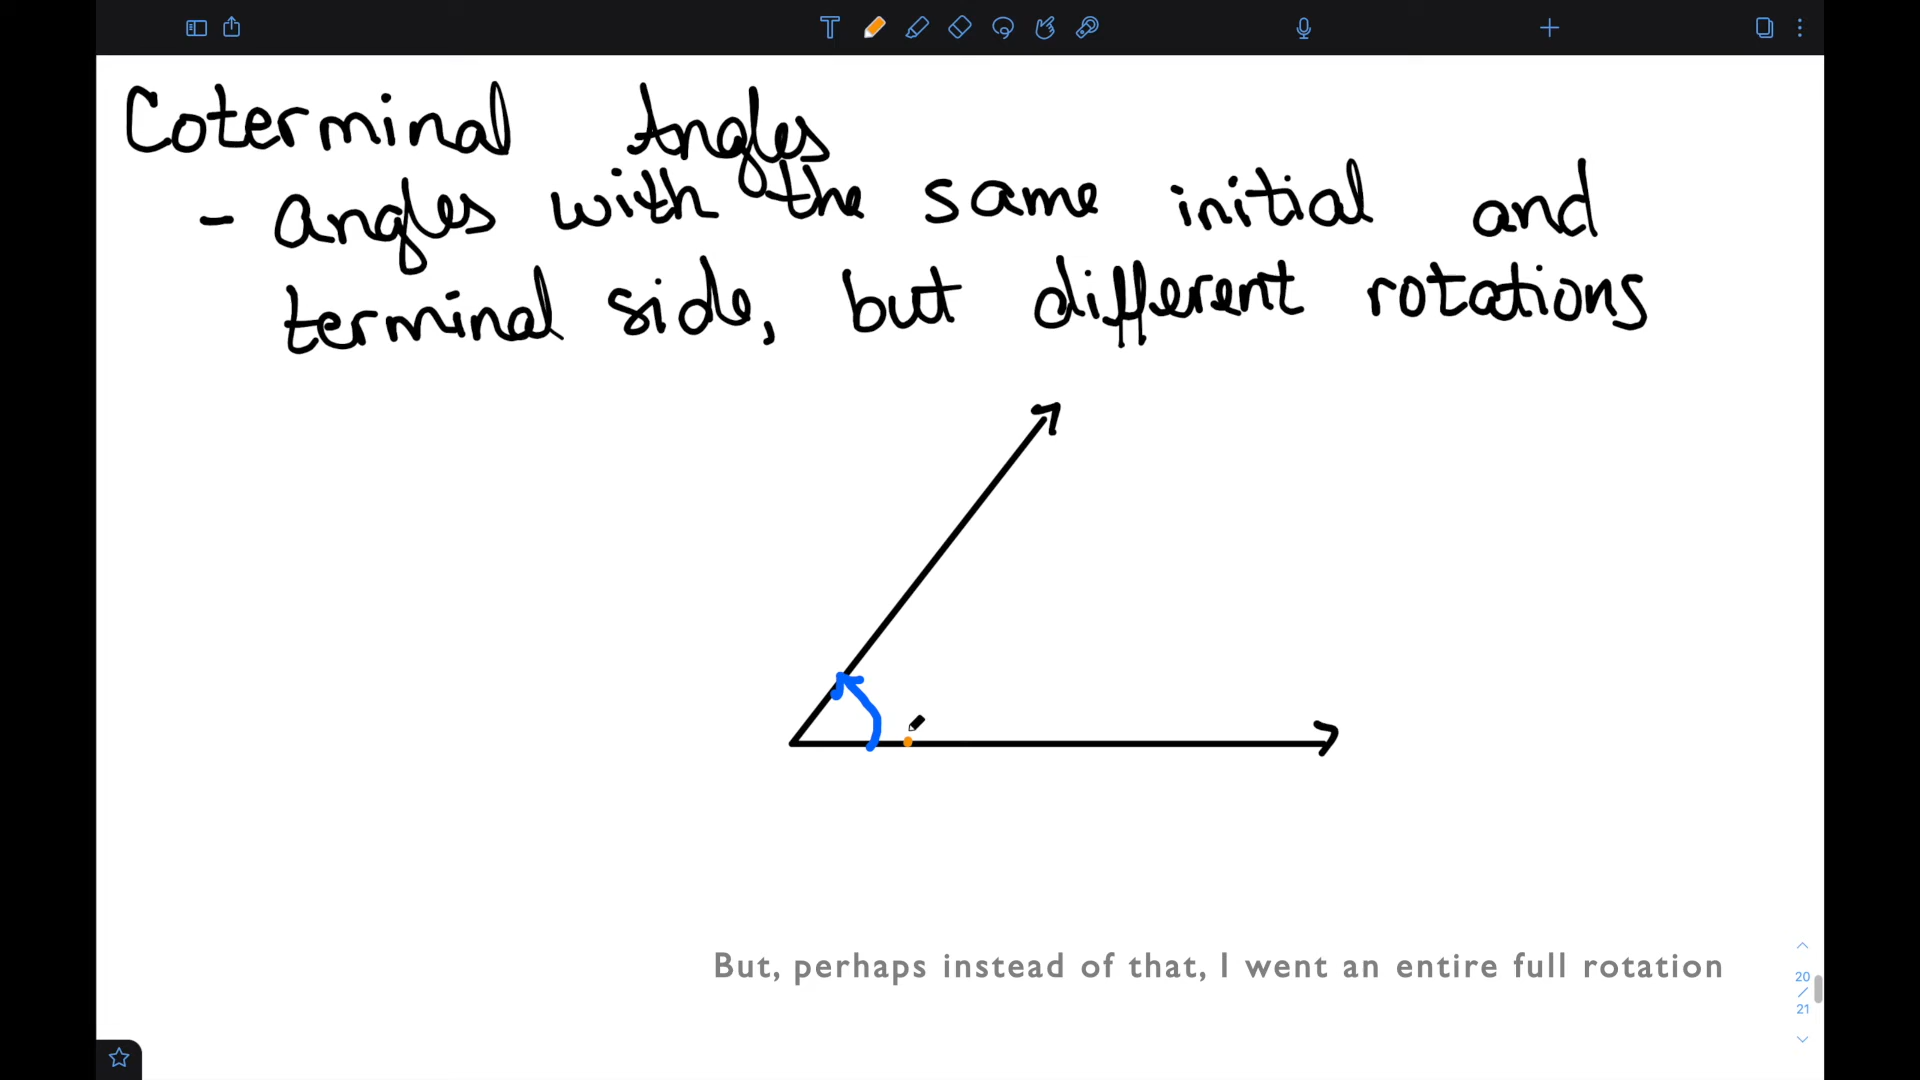 Coterminal Angles
- angles with the same initial and
terminal side, but different rotations
But, perhaps instead of that, I went an entire full rotation
20
/
21